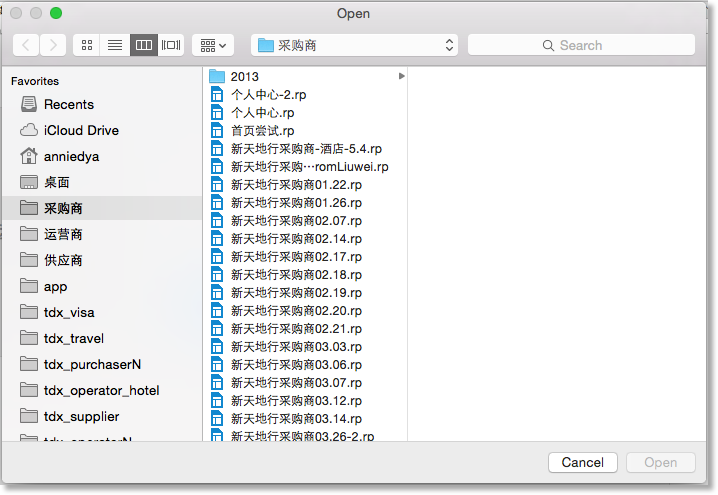 Open
采购商
Search
Favorites
Recents
iCloud Drive
anniedya
桌面
采购商
运营商
供应商
app
tdx_visa
tdx_travel
tdx_purchaserN
tdx_operator_hotel
tdx_supplier
tdx_operatorN
2013
个人中心-2.rp
个人中心.rp
首页尝试.rp
新天地行采购商-酒店-5.4.rp
新天地行采购···romLiuwei.rp
新天地行采购商01.22.rp
新天地行采购商01.26.rp
新天地行采购商02.07.rp
新天地行采购商02.14.rp
新天地行采购商02.17.rp
新天地行采购商02.18.rp
新天地行采购商02.19.rp
新天地行采购商02.20.rp
新天地行采购商02.21.rp
新天地行采购商03.03.rp
新天地行采购商03.06.rp
新天地行采购商03.07.rp
新天地行采购商03.12.rp
新天地行采购商03.14.rp
新天地行采购商03.26-2.rp
Cancel
Open